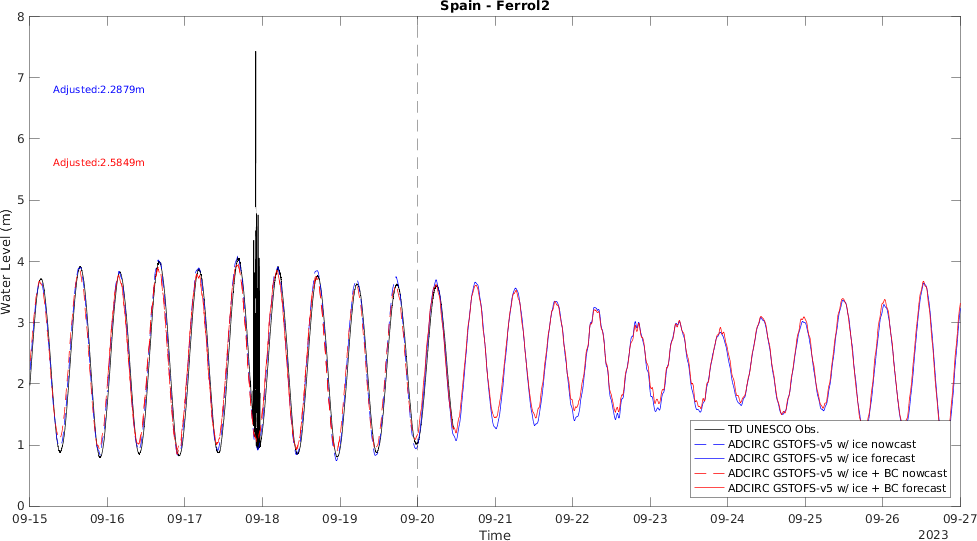 Spain - Ferrol2
8
7
6
5
4
3
2
1
0
Water Level (m)
Adjusted:2.2879m
Adjusted:2.5849m
TD UNESCO Obs.
ADCIRC GSTOFS-v5 w/ ice nowcast
ADCIRC GSTOFS-v5 w/ ice forecast
ADCIRC GSTOFS-v5 w/ ice + BC nowcast
ADCIRC GSTOFS-v5 w/ ice + BC forecast
09-15 09-16 09-17 09-18 09-19 09-20 09-21 09-22 09-23 09-24 09-25 09-26 09-27
Time
2023